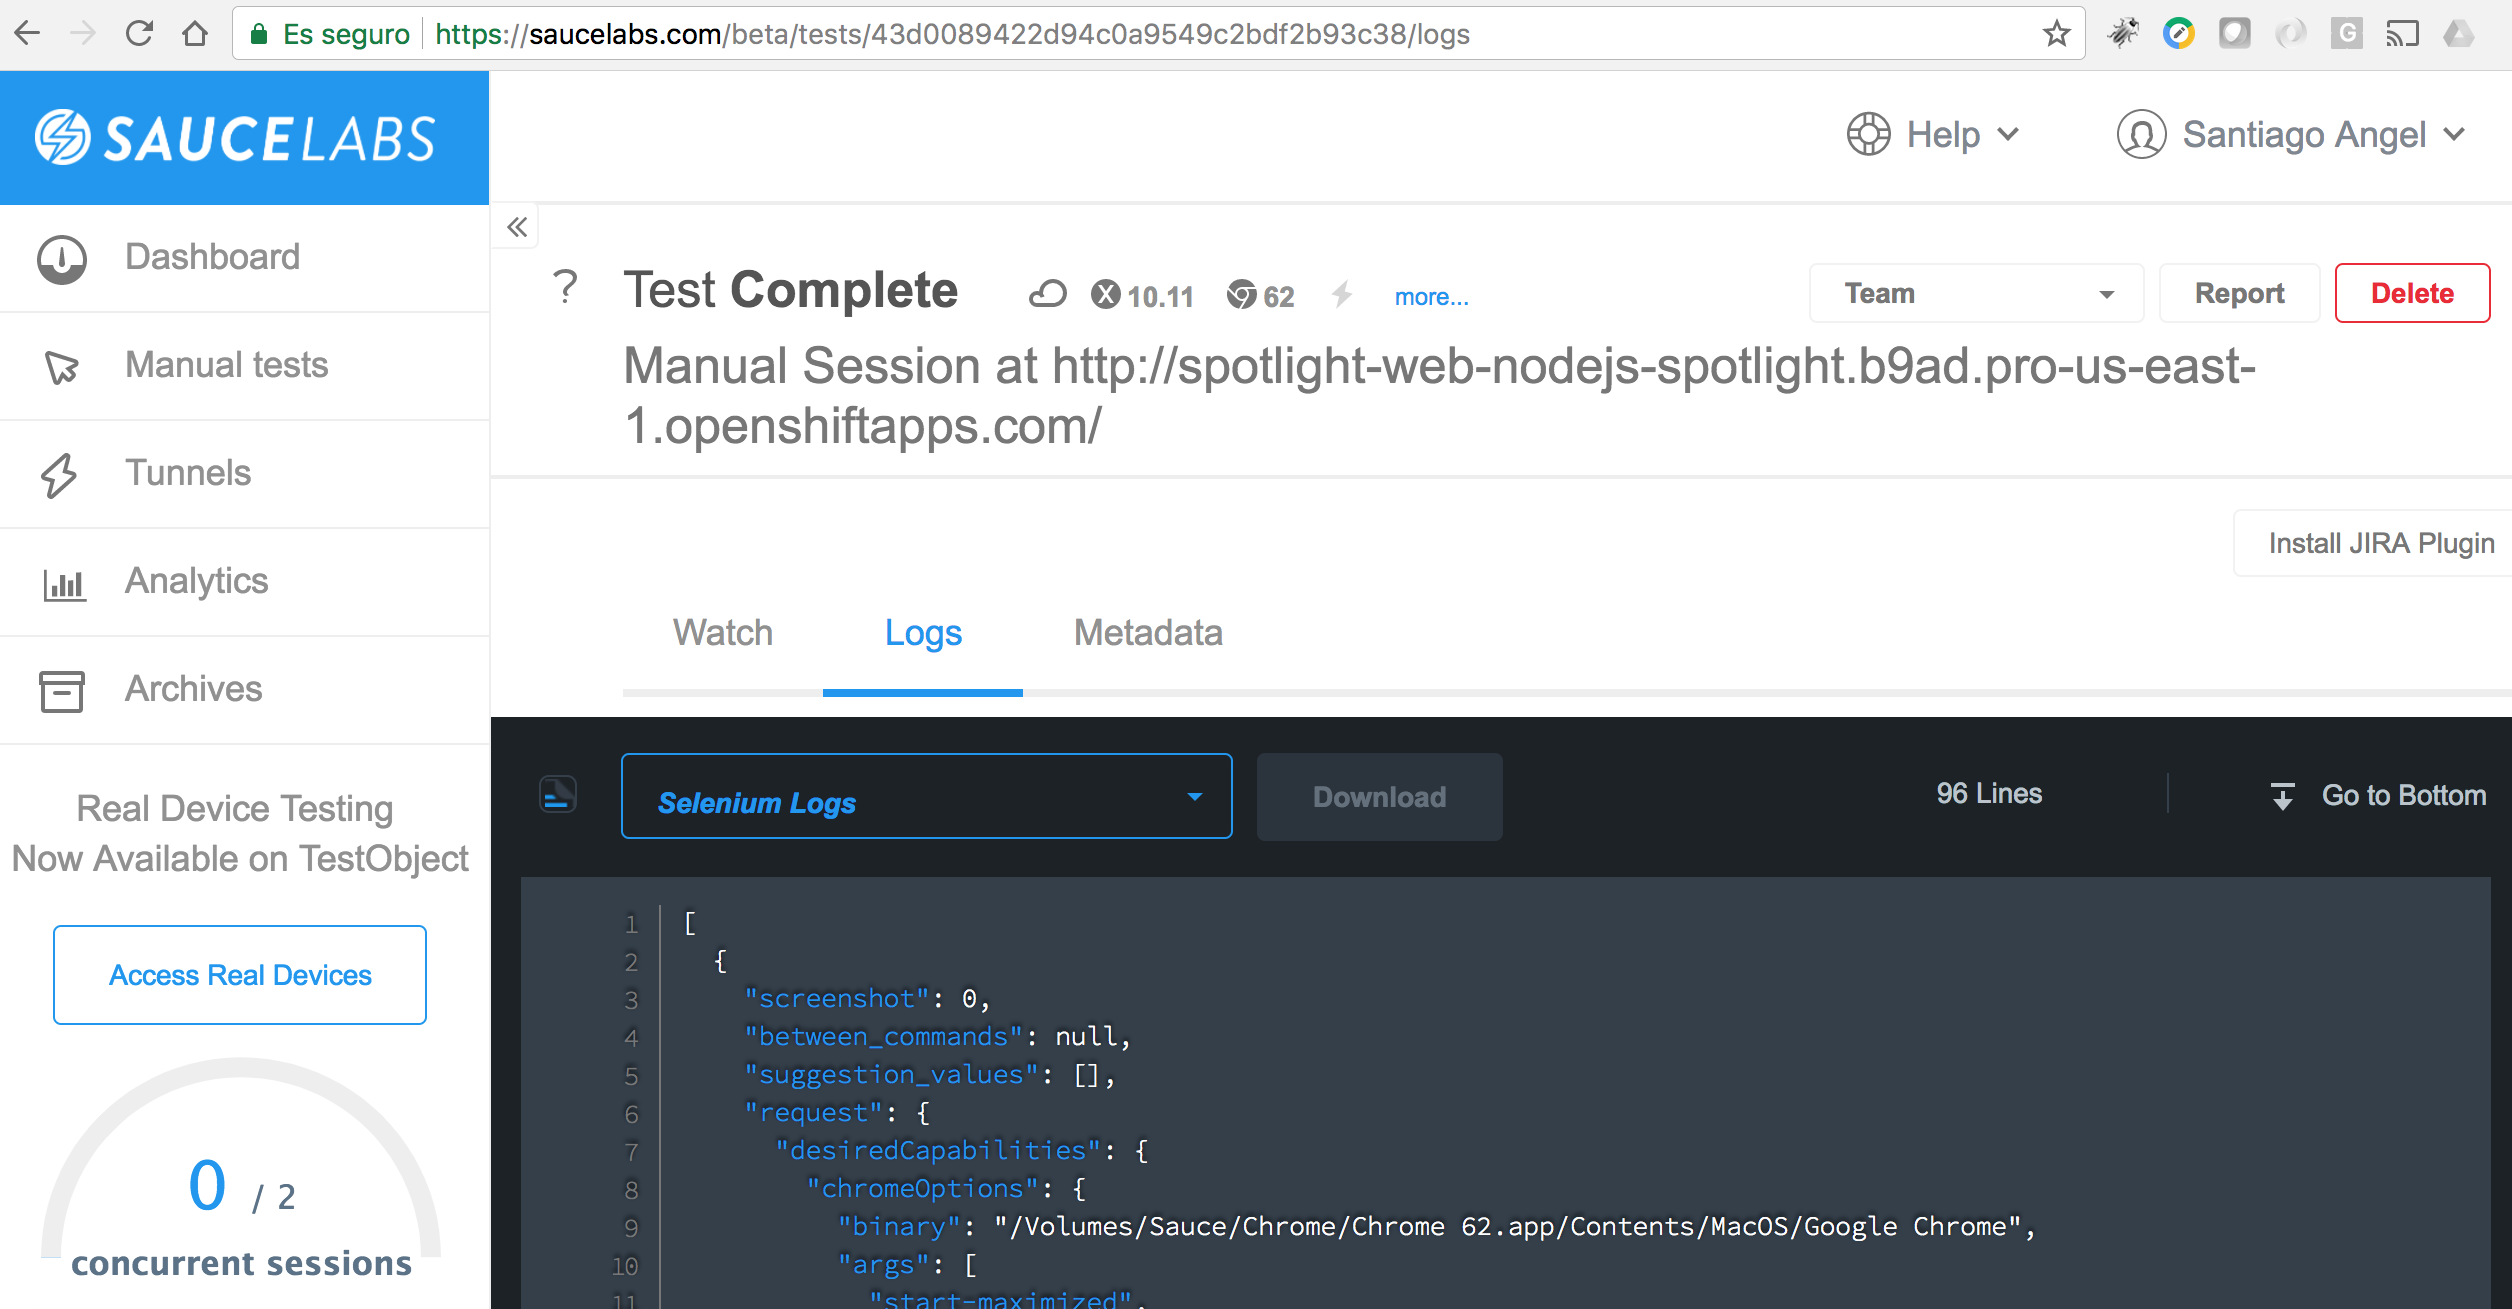 Es seguro https://saucelabs.com/beta/tests/43d0089422d94c0a9549c2bdf2b93c38/logs
G
SAUCELABS
Help
Santiago Angel
Dashboard
Manual tests
Tunnels
Analytics
Archives
Real Device Testing
Now Available on TestObject
Access Real Devices
0 / 2
concurrent sessions
? Test Complete X 10.11 62 more...
Team
Report
Delete
Manual Session at http://spotlight-web-nodejs-spotlight.b9ad.pro-us-east-
1.openshiftapps.com/
Install JIRA Plugin
Watch
Logs
Metadata
Selenium Logs
Download
96 Lines
Go to Bottom
1 [
2 {
3 "screenshot": 0,
4 "between_commands": null,
5 "suggestion_values": [],
6 "request": {
7 "desiredCapabilities": {
8 "chromeOptions": {
9 "binary": "/Volumes/Sauce/Chrome/Chrome 62.app/Contents/MacOS/Google Chrome",
10 "args": [
11 "start-maximized",